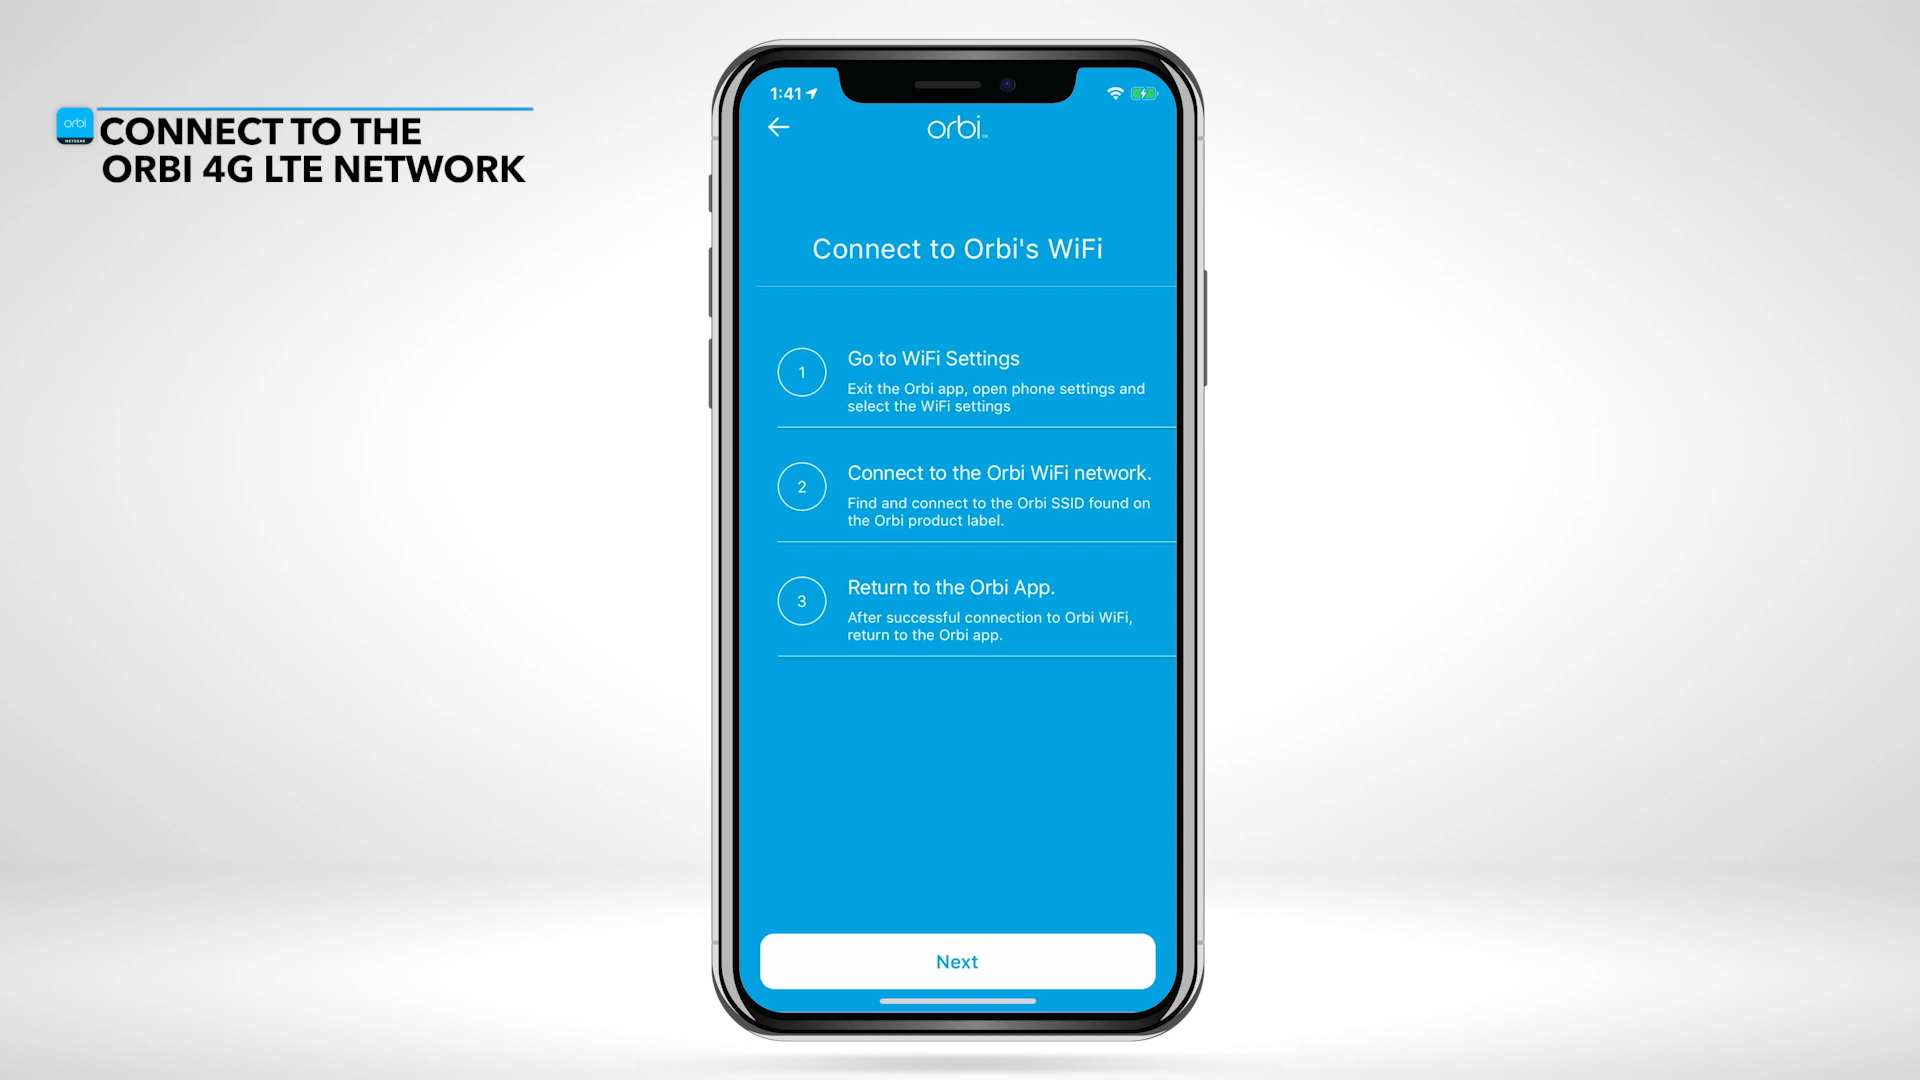 orbi
NETGEAR
CONNECT TO THE
ORBI 4G LTE NETWORK
1:41
orbi™
Connect to Orbi's WiFi
1
Go to WiFi Settings
Exit the Orbi app, open phone settings and
select the WiFi settings
2
Connect to the Orbi WiFi network.
Find and connect to the Orbi SSID found on
the Orbi product label.
3
Return to the Orbi App.
After successful connection to Orbi WiFi,
return to the Orbi app.
Next